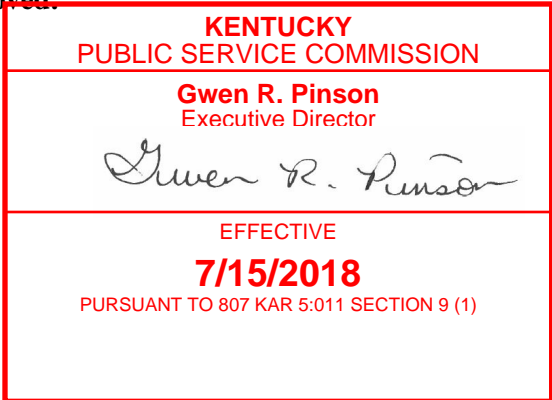 KENTUCKY
PUBLIC SERVICE COMMISSION
Gwen R. Pinson
Executive Director
Gwen R. Pinson
EFFECTIVE
7/15/2018
PURSUANT TO 807 KAR 5:011 SECTION 9 (1)